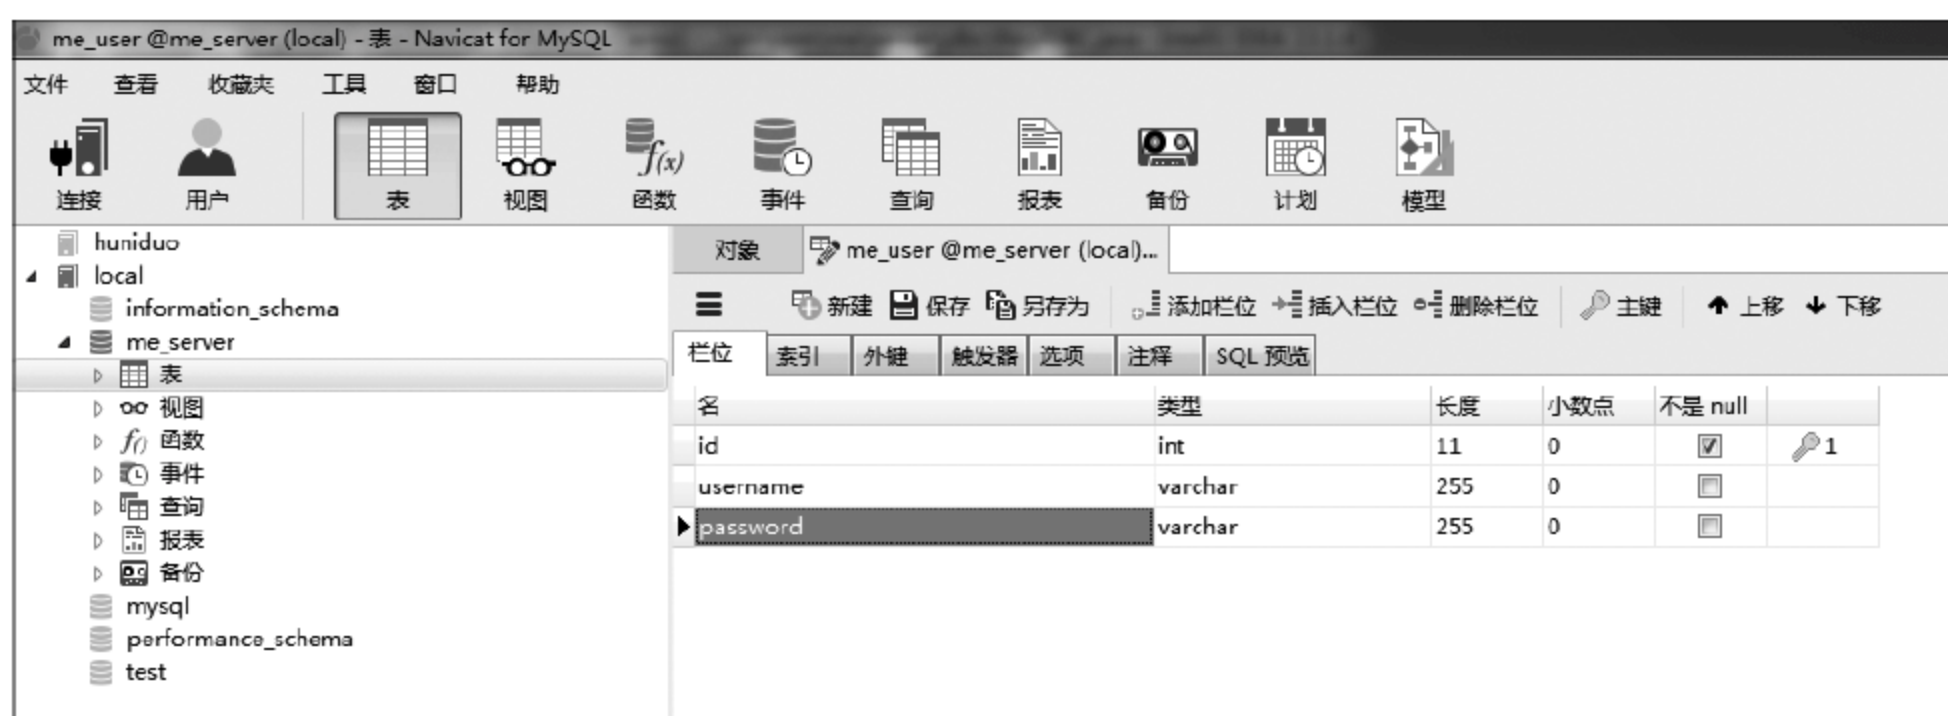 me_user @me_server (local) - 表 - Navicat for MySQL
文件 查看 收藏夹 工具 窗口 帮助
连接 用户 表 视图 函数 事件 查询 报表 备份 计划 模型
huniduo
local
information_schema
me_server
表
视图
函数
事件
查询
报表
备份
mysql
performance_schema
test
对象 me_user @me_server (local)...
新建 保存 另存为 添加栏位 插入栏位 删除栏位 主键 上移 下移
栏位 索引 外键 触发器 选项 注释 SQL 预览
名 类型 长度 小数点 不是 null
id int 11 0 1
username varchar 255 0
password varchar 255 0